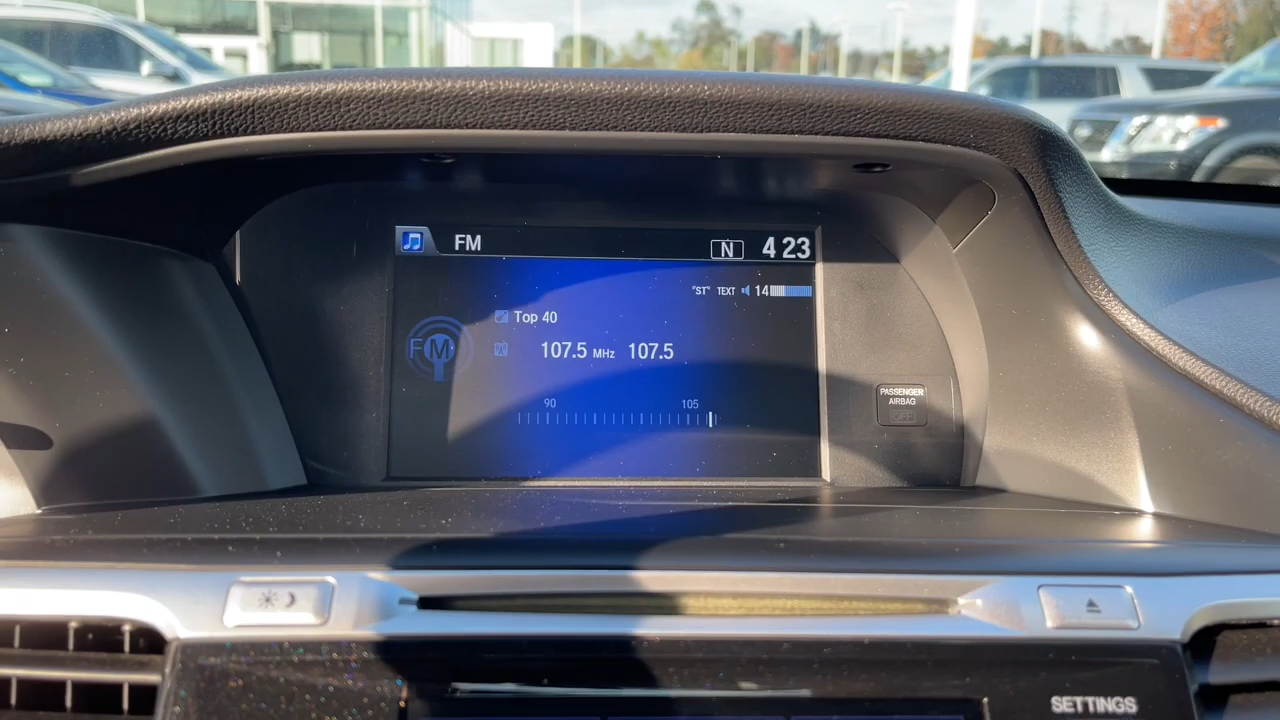 FM N 4 23
"ST" TEXT 14
Top 40
FM 107.5 MHz 107.5
90 105
PASSENGER
AIRBAG
OFF
SETTINGS